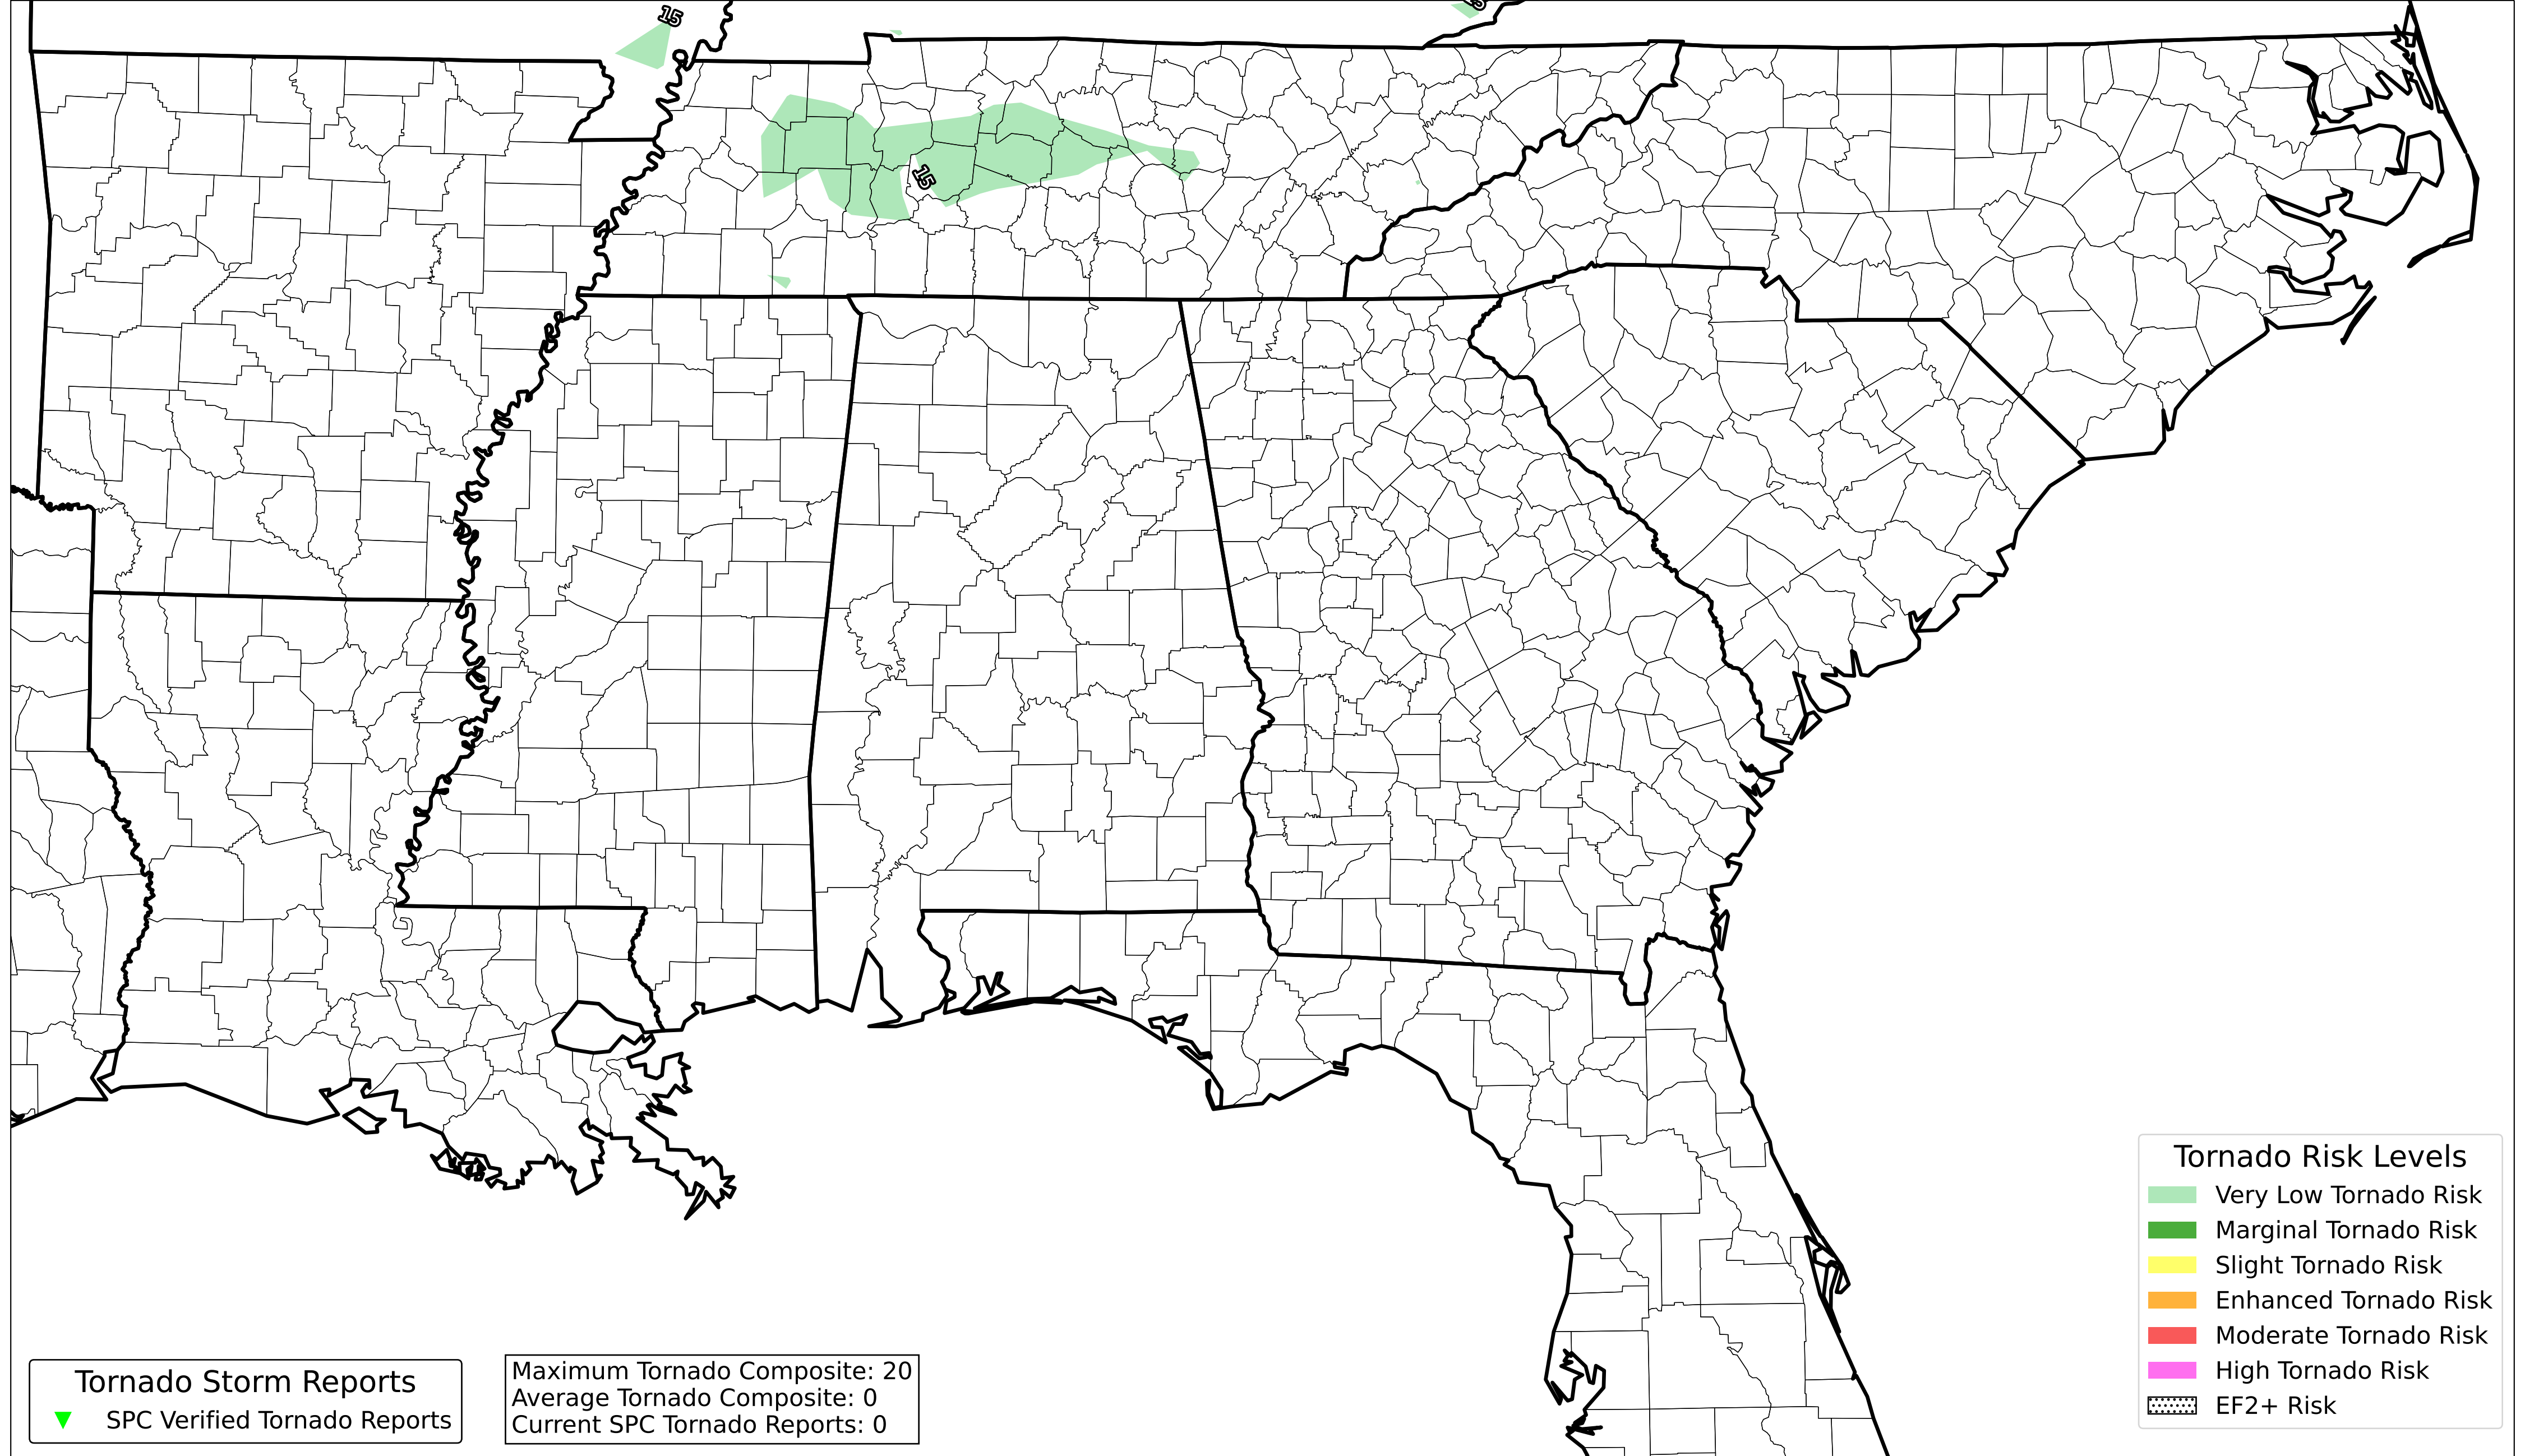 15
15
15
Tornado Risk Levels
Very Low Tornado Risk
Marginal Tornado Risk
Slight Tornado Risk
Enhanced Tornado Risk
Moderate Tornado Risk
High Tornado Risk
EF2+ Risk
Tornado Storm Reports
SPC Verified Tornado Reports
Maximum Tornado Composite: 20
Average Tornado Composite: 0
Current SPC Tornado Reports: 0